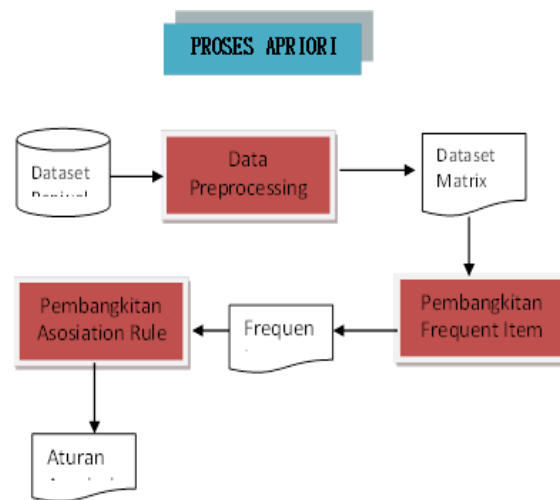 PROSES APRIORI
Dataset
Data
Preprocessing
Dataset
Matrix
Pembangkitan
Asosiation Rule
Frequen
Pembangkitan
Frequent Item
Aturan